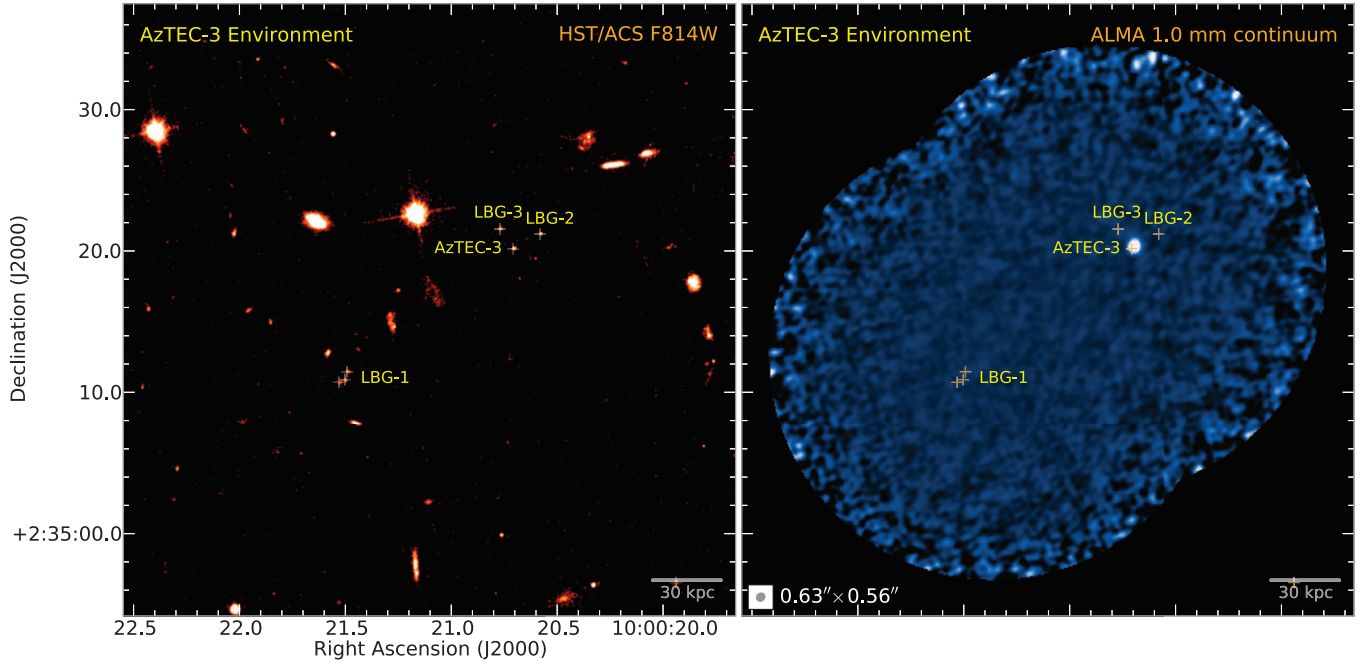 AzTEC-3 Environment
HST/ACS F814W
LBG-3
LBG-2
AzTEC-3
LBG-1
30 kpc
30.0
20.0
10.0
+2:35:00.0
Declination (J2000)
22.5
22.0
21.5
21.0
20.5
10:00:20.0
Right Ascension (J2000)
AzTEC-3 Environment
ALMA 1.0 mm continuum
LBG-3
LBG-2
AzTEC-3
LBG-1
0.63″×0.56″
30 kpc